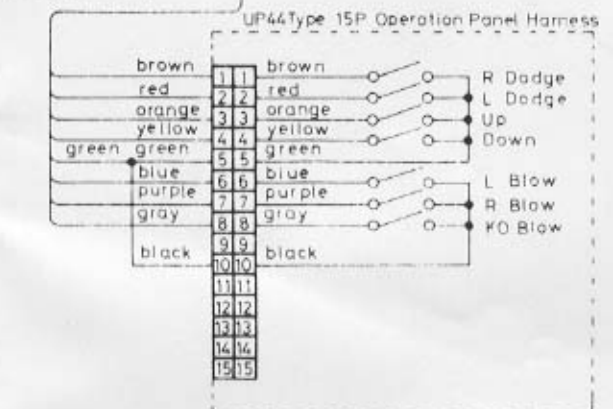 UP44Type 15P Operation Panel Harness
brown 1 1 brown R Dodge
red 2 2 red L Dodge
orange 3 3 orange Up
yellow 4 4 yellow Down
green green 5 5 green
blue 6 6 blue L Blow
purple 7 7 purple R Blow
gray 8 8 gray KO Blow
9 9
black 10 10 black
11 11
12 12
13 13
14 14
15 15